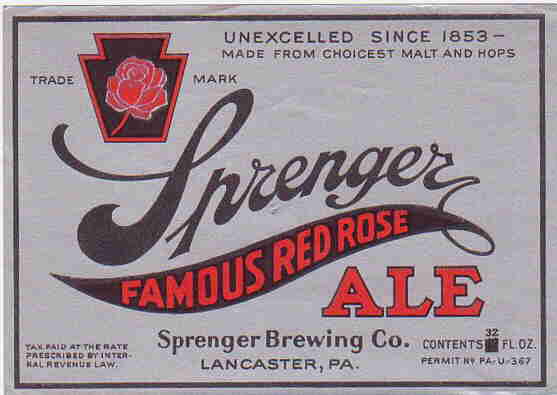 UNEXCELLED SINCE 1853—
MADE FROM CHOICEST MALT AND HOPS
TRADE MARK
Sprenger
FAMOUS RED ROSE
ALE
Sprenger Brewing Co.
LANCASTER, PA.
TAX PAID AT THE RATE
PRESCRIBED BY INTER-
NAL REVENUE LAW.
32
CONTENTS FL. OZ.
PERMIT Nº PA.-U.-367